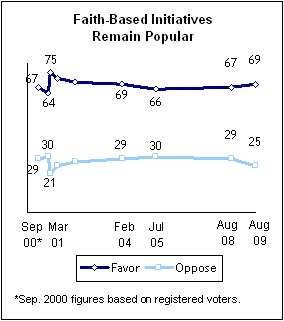 Faith-Based Initiatives
Remain Popular
67 64 75 69 66 67 69
29 30 21 29 30 29 25
Sep Mar Feb Jul Aug Aug
00* 01 04 05 08 09
Favor Oppose
*Sep. 2000 figures based on registered voters.